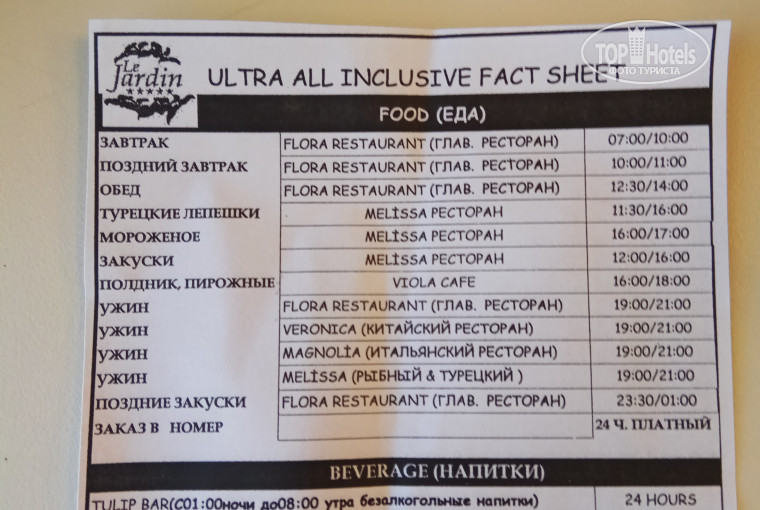 Le Jardin
ULTRA ALL INCLUSIVE FACT SHEET
TOP Hotels
ФОТО ТУРИСТА
FOOD (ЕДА)
ЗАВТРАК FLORA RESTAURANT (ГЛАВ. РЕСТОРАН) 07:00/10:00
ПОЗДНИЙ ЗАВТРАК FLORA RESTAURANT (ГЛАВ. РЕСТОРАН) 10:00/11:00
ОБЕД FLORA RESTAURANT (ГЛАВ. РЕСТОРАН) 12:30/14:00
ТУРЕЦКИЕ ЛЕПЕШКИ MELİSSA РЕСТОРАН 11:30/16:00
МОРОЖЕНОЕ MELİSSA РЕСТОРАН 16:00/17:00
ЗАКУСКИ MELİSSA РЕСТОРАН 12:00/16:00
ПОЛДНИК, ПИРОЖНЫЕ VIOLA CAFE 16:00/18:00
УЖИН FLORA RESTAURANT (ГЛАВ. РЕСТОРАН) 19:00/21:00
УЖИН VERONICA (КИТАЙСКИЙ РЕСТОРАН) 19:00/21:00
УЖИН MAGNOLİA (ИТАЛЬЯНСКИЙ РЕСТОРАН) 19:00/21:00
УЖИН MELİSSA (РЫБНЫЙ & ТУРЕЦКИЙ ) 19:00/21:00
ПОЗДНИЕ ЗАКУСКИ FLORA RESTAURANT (ГЛАВ. РЕСТОРАН) 23:30/01:00
ЗАКАЗ В НОМЕР 24 Ч. ПЛАТНЫЙ
BEVERAGE (НАПИТКИ)
TULIP BAR(С01:00ночи до08:00 утра безалкогольные напитки) 24 HOURS